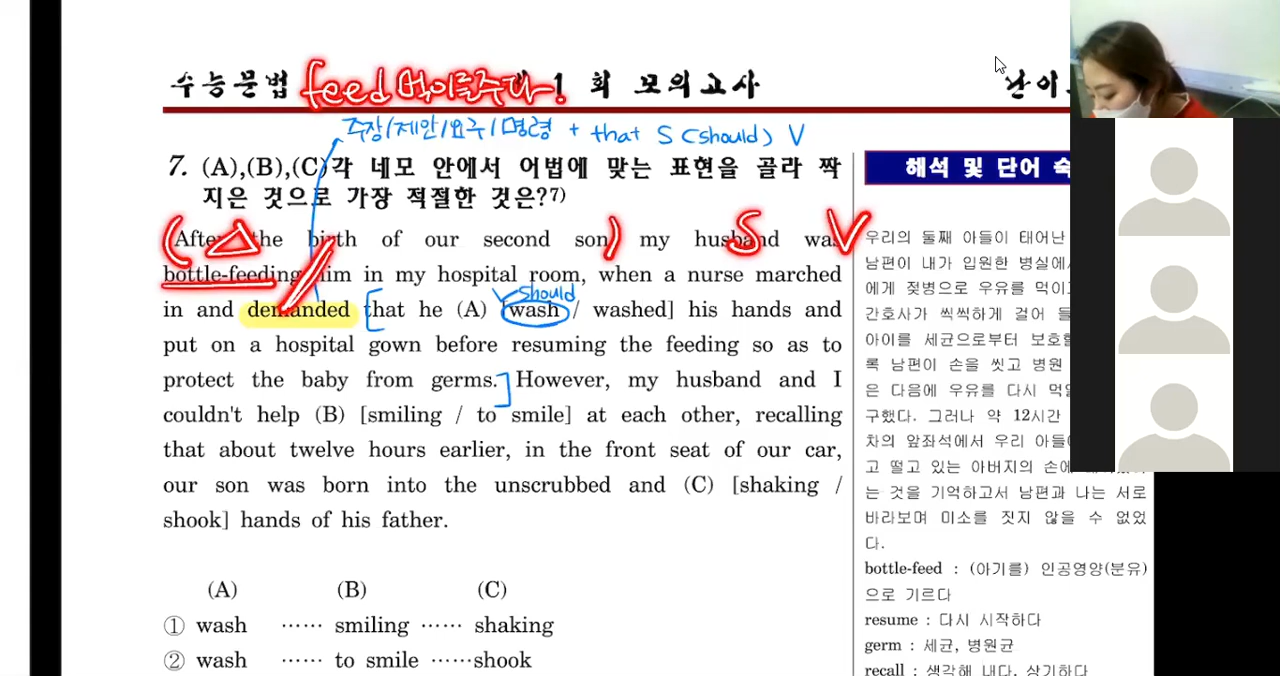 수능문법 feed 먹이를주다! 1 회 모의고사 난이
주장/제안/요구/명령 + that S (should) V
7. (A),(B),(C)각 네모 안에서 어법에 맞는 표현을 골라 짝
지은 것으로 가장 적절한 것은?7)
After the birth of our second son, my husband was
bottle-feeding him in my hospital room, when a nurse marched
should
in and demanded that he (A) [wash / washed] his hands and
put on a hospital gown before resuming the feeding so as to
protect the baby from germs. However, my husband and I
couldn't help (B) [smiling / to smile] at each other, recalling
that about twelve hours earlier, in the front seat of our car,
our son was born into the unscrubbed and (C) [shaking /
shook] hands of his father.
S V
(A) (B) (C)
① wash ······ smiling ······ shaking
② wash ······ to smile ······shook
해석 및 단어 숙
우리의 둘째 아들이 태어난
남편이 내가 입원한 병실에서
에게 젖병으로 우유를 먹이고
간호사가 씩씩하게 걸어 들
아이를 세균으로부터 보호할
록 남편이 손을 씻고 병원
은 다음에 우유를 다시 먹일
구했다. 그러나 약 12시간
차의 앞좌석에서 우리 아들이
고 떨고 있는 아버지의 손에
는 것을 기억하고서 남편과 나는 서로
바라보며 미소를 짓지 않을 수 없었
다.
bottle-feed : (아기를) 인공영양(분유)
으로 기르다
resume : 다시 시작하다
germ : 세균, 병원균
recall : 생각해 내다, 상기하다